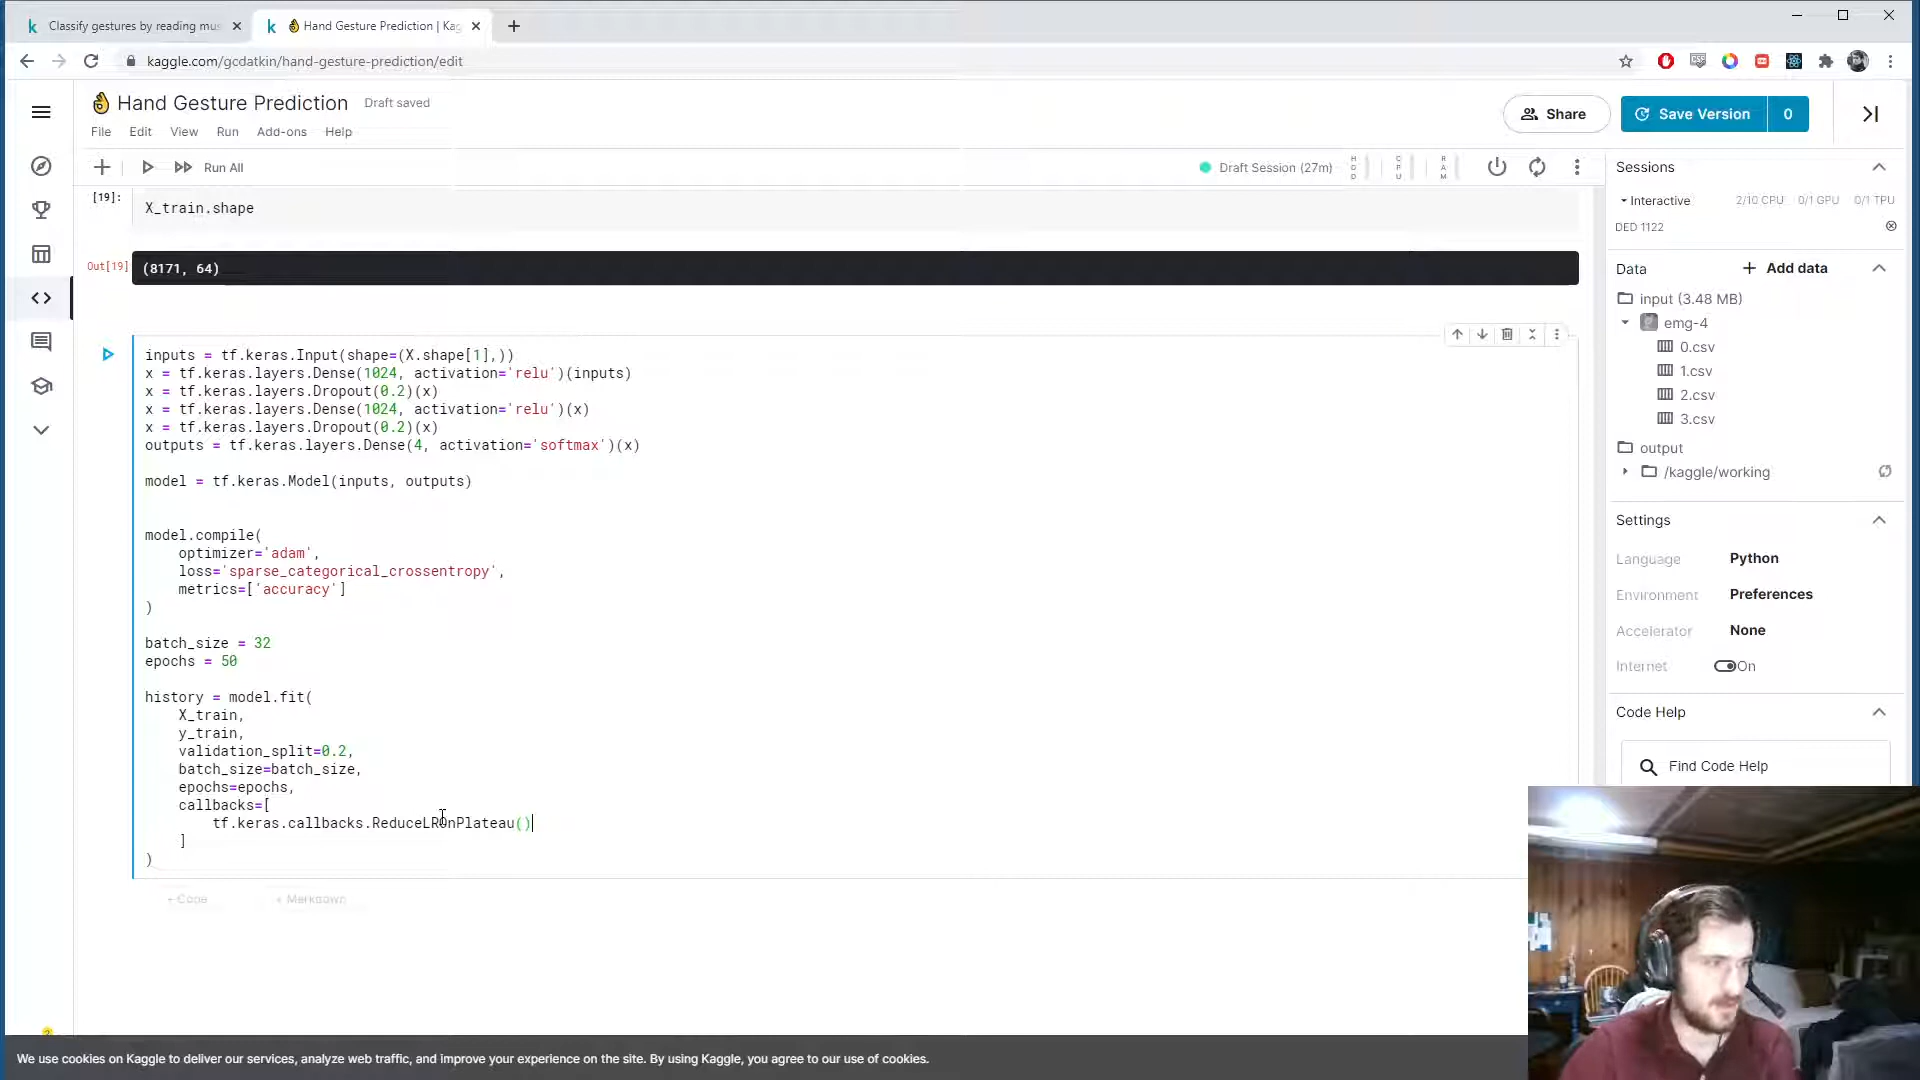 Classify gestures by reading mus
Hand Gesture Prediction | Kag
kaggle.com/gcdatkin/hand-gesture-prediction/edit
Hand Gesture Prediction
Draft saved
File Edit View Run Add-ons Help
Share
Save Version
0
Run All
Draft Session (27m)
HDD
CPU
RAM
[19]:
X_train.shape
Out[19]
(8171, 64)
inputs = tf.keras.Input(shape=(X.shape[1],))
x = tf.keras.layers.Dense(1024, activation='relu')(inputs)
x = tf.keras.layers.Dropout(0.2)(x)
x = tf.keras.layers.Dense(1024, activation='relu')(x)
x = tf.keras.layers.Dropout(0.2)(x)
outputs = tf.keras.layers.Dense(4, activation='softmax')(x)
model = tf.keras.Model(inputs, outputs)
model.compile(
optimizer='adam',
loss='sparse_categorical_crossentropy',
metrics=['accuracy']
)
batch_size = 32
epochs = 50
history = model.fit(
X_train,
y_train,
validation_split=0.2,
batch_size=batch_size,
epochs=epochs,
callbacks=[
tf.keras.callbacks.ReduceLROnPlateau()
]
)
+ Code
+ Markdown
Sessions
Interactive
2/10 CPU
0/1 GPU
0/1 TPU
DED 1122
Data
+ Add data
input (3.48 MB)
emg-4
0.csv
1.csv
2.csv
3.csv
output
/kaggle/working
Settings
Language
Python
Environment
Preferences
Accelerator
None
Internet
On
Code Help
Find Code Help
We use cookies on Kaggle to deliver our services, analyze web traffic, and improve your experience on the site. By using Kaggle, you agree to our use of cookies.